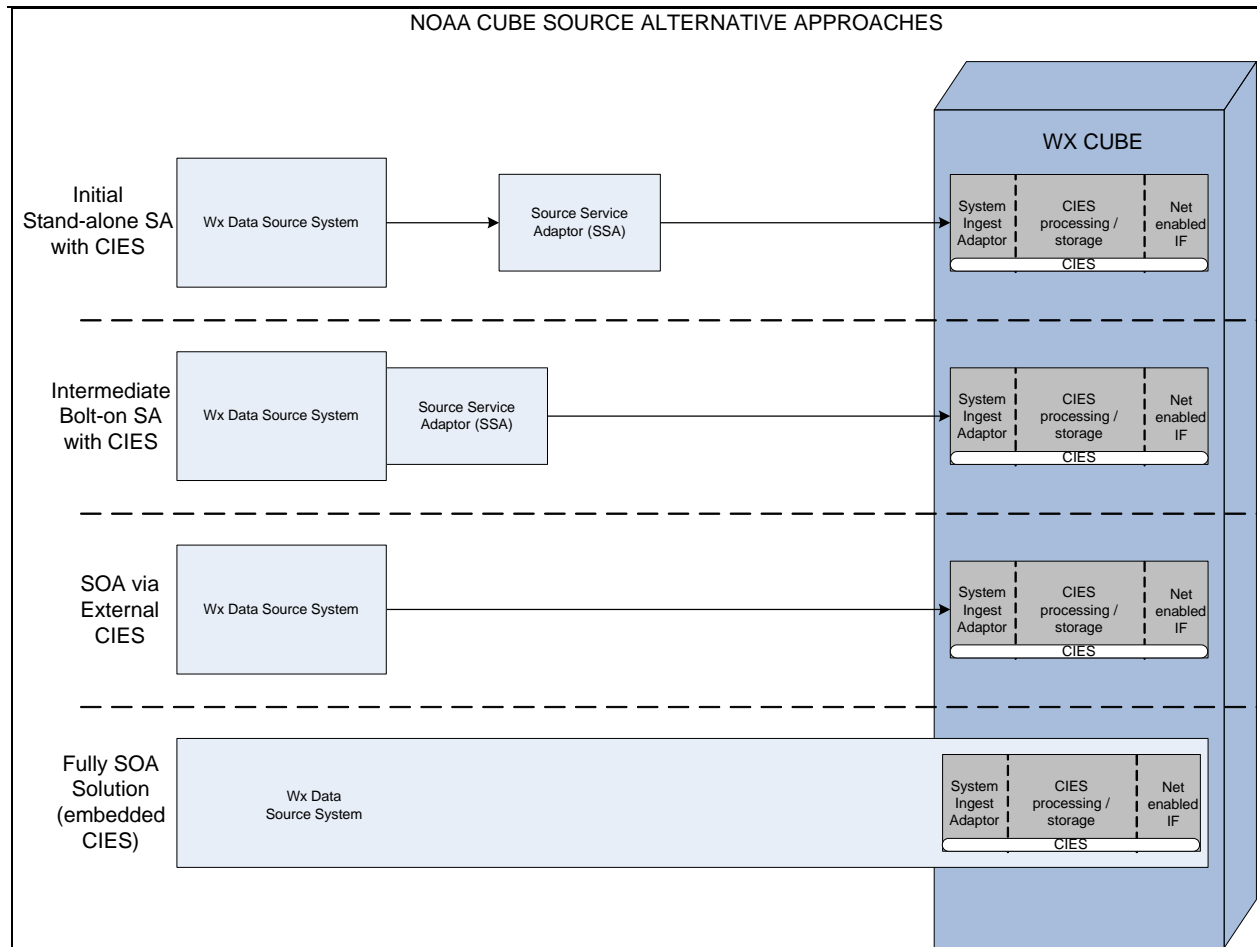 NOAA CUBE SOURCE ALTERNATIVE APPROACHES
WX CUBE
Initial
Stand-alone SA
with CIES
Wx Data Source System
Source Service
Adaptor (SSA)
System
Ingest
Adaptor
CIES
processing /
storage
Net
enabled
IF
CIES
Intermediate
Bolt-on SA
with CIES
Wx Data Source System
Source Service
Adaptor (SSA)
System
Ingest
Adaptor
CIES
processing /
storage
Net
enabled
IF
CIES
SOA via
External
CIES
Wx Data Source System
System
Ingest
Adaptor
CIES
processing /
storage
Net
enabled
IF
CIES
Fully SOA
Solution
(embedded
CIES)
Wx Data
Source System
System
Ingest
Adaptor
CIES
processing /
storage
Net
enabled
IF
CIES